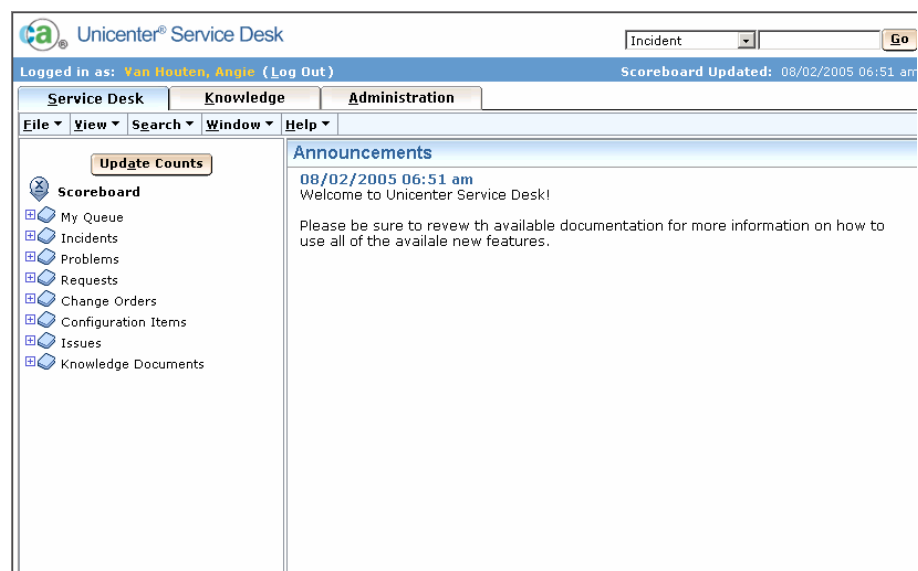 ca® Unicenter® Service Desk
Incident Go
Logged in as: Van Houten, Angie (Log Out) Scoreboard Updated: 08/02/2005 06:51 am
Service Desk Knowledge Administration
File View Search Window Help
Update Counts
Scoreboard
My Queue
Incidents
Problems
Requests
Change Orders
Configuration Items
Issues
Knowledge Documents
Announcements
08/02/2005 06:51 am
Welcome to Unicenter Service Desk!
Please be sure to revew th available documentation for more information on how to
use all of the availale new features.